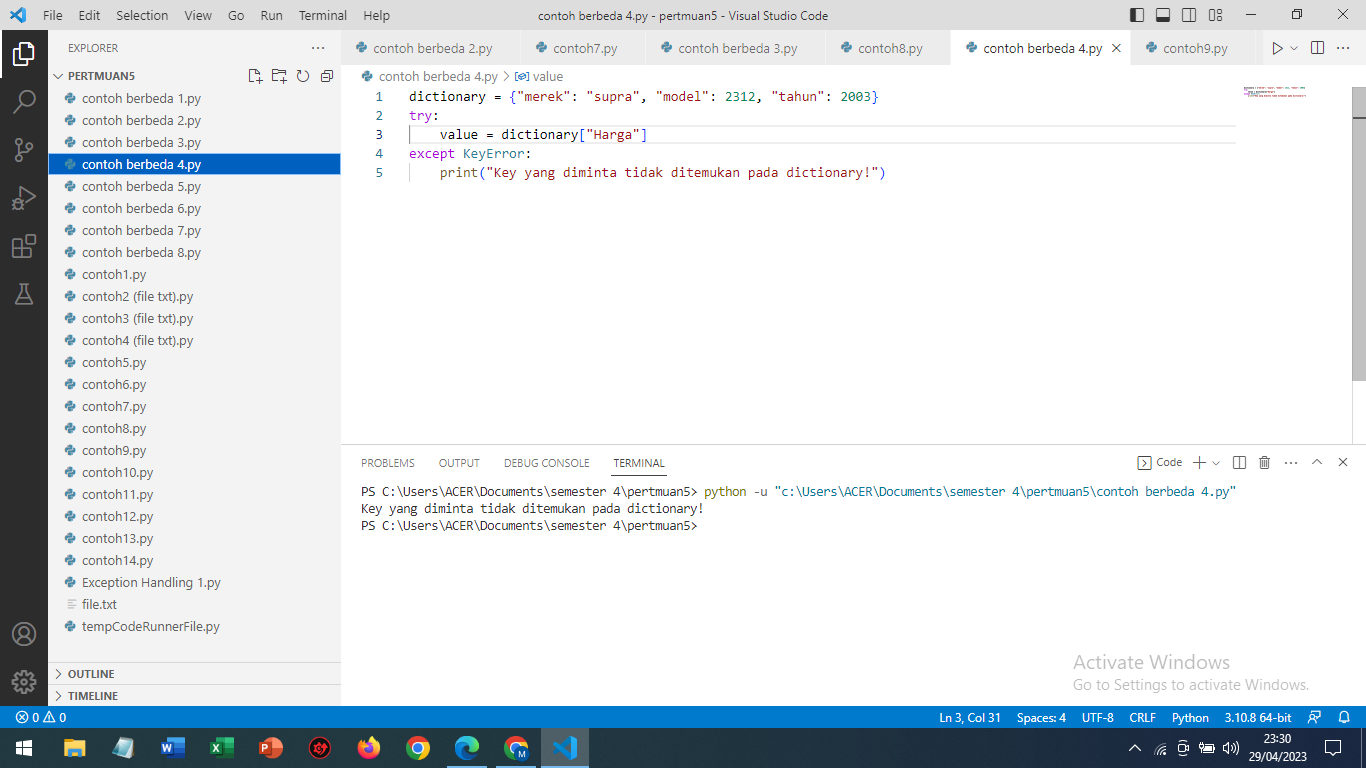 File Edit Selection View Go Run Terminal Help
contoh berbeda 4.py - pertmuan5 - Visual Studio Code
EXPLORER
PERTMUAN5
contoh berbeda 1.py
contoh berbeda 2.py
contoh berbeda 3.py
contoh berbeda 4.py
contoh berbeda 5.py
contoh berbeda 6.py
contoh berbeda 7.py
contoh berbeda 8.py
contoh1.py
contoh2 (file txt).py
contoh3 (file txt).py
contoh4 (file txt).py
contoh5.py
contoh6.py
contoh7.py
contoh8.py
contoh9.py
contoh10.py
contoh11.py
contoh12.py
contoh13.py
contoh14.py
Exception Handling 1.py
file.txt
tempCodeRunnerFile.py
OUTLINE
TIMELINE
contoh berbeda 2.py contoh7.py contoh berbeda 3.py contoh8.py contoh berbeda 4.py contoh9.py
contoh berbeda 4.py > value
1 dictionary = {"merek": "supra", "model": 2312, "tahun": 2003}
2 try:
3     value = dictionary["Harga"]
4 except KeyError:
5     print("Key yang diminta tidak ditemukan pada dictionary!")
PROBLEMS OUTPUT DEBUG CONSOLE TERMINAL
Code
PS C:\Users\ACER\Documents\semester 4\pertmuan5> python -u "c:\Users\ACER\Documents\semester 4\pertmuan5\contoh berbeda 4.py"
Key yang diminta tidak ditemukan pada dictionary!
PS C:\Users\ACER\Documents\semester 4\pertmuan5>
Activate Windows
Go to Settings to activate Windows.
0 0
Ln 3, Col 31 Spaces: 4 UTF-8 CRLF Python 3.10.8 64-bit
23:30
29/04/2023